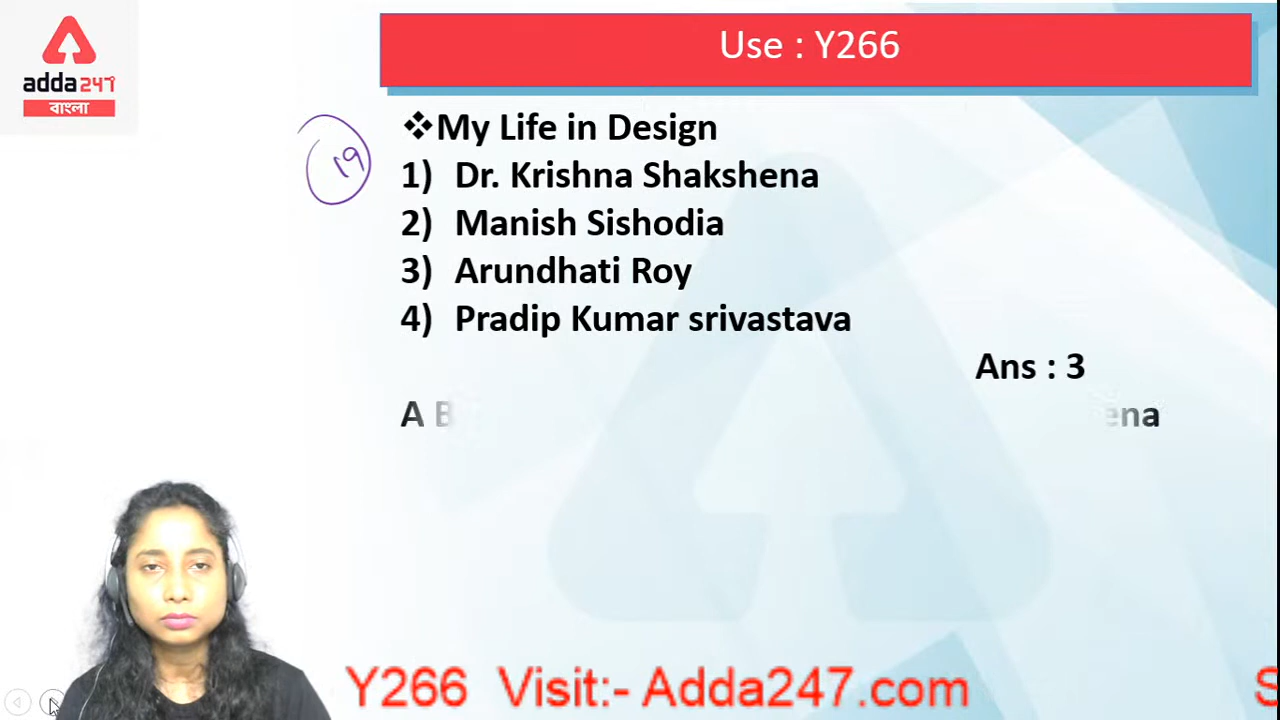 adda247
বাংলা
Use : Y266
19
❖My Life in Design
1) Dr. Krishna Shakshena
2) Manish Sishodia
3) Arundhati Roy
4) Pradip Kumar srivastava
Ans : 3
A B
ena
Y266 Visit:- Adda247.com S